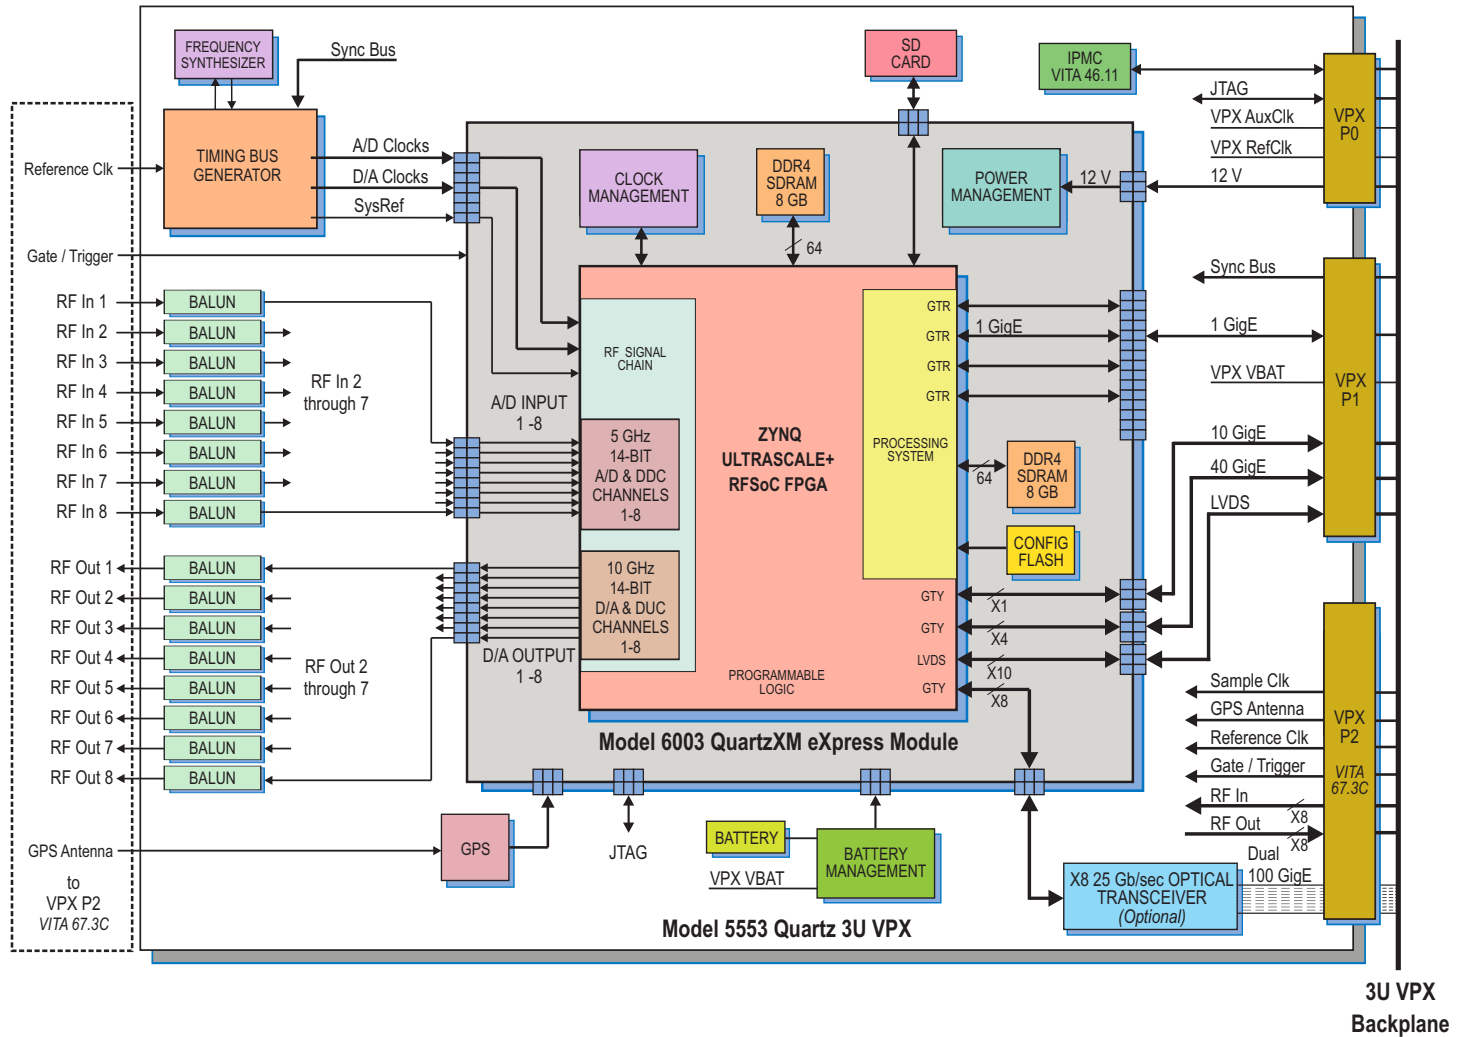 FREQUENCY
SYNTHESIZER
Sync Bus
SD
CARD
IPMC
VITA 46.11
JTAG
VPX AuxClk
VPX RefClk
12 V
VPX
P0
Reference Clk
TIMING BUS
GENERATOR
A/D Clocks
D/A Clocks
SysRef
CLOCK
MANAGEMENT
DDR4
SDRAM
8 GB
64
POWER
MANAGEMENT
12 V
Gate / Trigger
RF In 1
BALUN
RF In 2
BALUN
RF In 3
BALUN
RF In 4
BALUN
RF In 5
BALUN
RF In 6
BALUN
RF In 7
BALUN
RF In 8
BALUN
RF In 2
through 7
A/D INPUT
1 -8
RF SIGNAL
CHAIN
5 GHz
14-BIT
A/D & DDC
CHANNELS
1-8
10 GHz
14-BIT
D/A & DUC
CHANNELS
1-8
D/A OUTPUT
1 -8
ZYNQ
ULTRASCALE+
RFSoC FPGA
PROGRAMMABLE
LOGIC
PROCESSING
SYSTEM
GTR
GTR
1 GigE
GTR
GTR
64
DDR4
SDRAM
8 GB
CONFIG
FLASH
GTY
X1
GTY
X4
LVDS
X10
GTY
X8
Sync Bus
1 GigE
VPX VBAT
10 GigE
40 GigE
LVDS
VPX
P1
RF Out 1
BALUN
RF Out 2
BALUN
RF Out 3
BALUN
RF Out 4
BALUN
RF Out 5
BALUN
RF Out 6
BALUN
RF Out 7
BALUN
RF Out 8
BALUN
RF Out 2
through 7
Model 6003 QuartzXM eXpress Module
Sample Clk
GPS Antenna
Reference Clk
Gate / Trigger
RF In
X8
RF Out
X8
Dual
100 GigE
VPX
P2
VITA
67.3C
GPS Antenna
to
VPX P2
VITA 67.3C
GPS
JTAG
BATTERY
VPX VBAT
BATTERY
MANAGEMENT
X8 25 Gb/sec OPTICAL
TRANSCEIVER
(Optional)
Model 5553 Quartz 3U VPX
3U VPX
Backplane